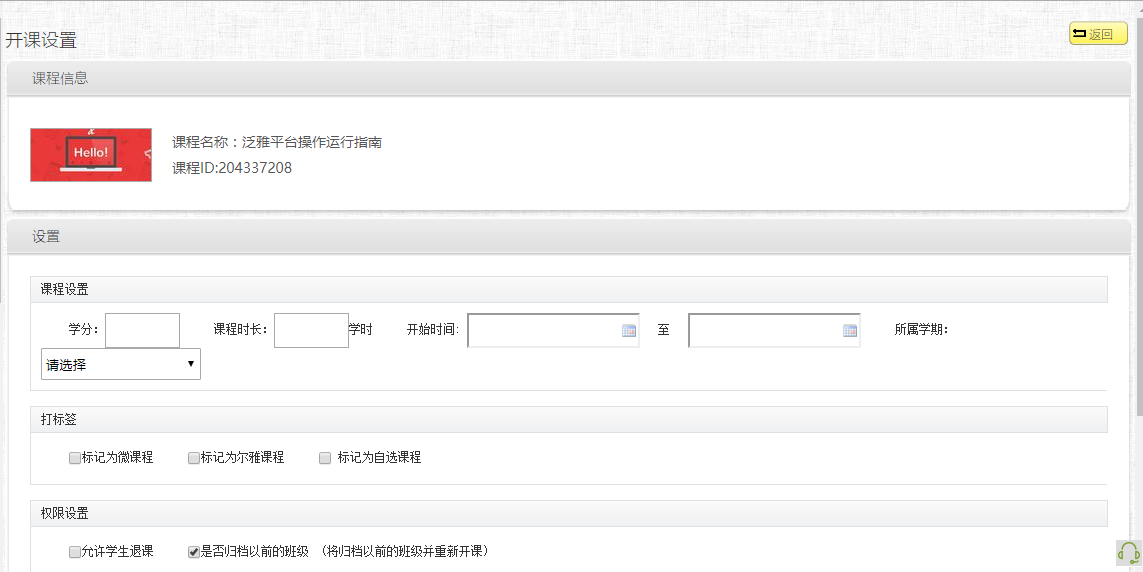 开课设置
返回
课程信息
Hello!
课程名称：泛雅平台操作运行指南
课程ID:204337208
设置
课程设置
学分： 课程时长： 学时 开始时间: 至 所属学期：
请选择
打标签
标记为微课程 标记为尔雅课程 标记为自选课程
权限设置
允许学生退课 是否归档以前的班级 （将归档以前的班级并重新开课）